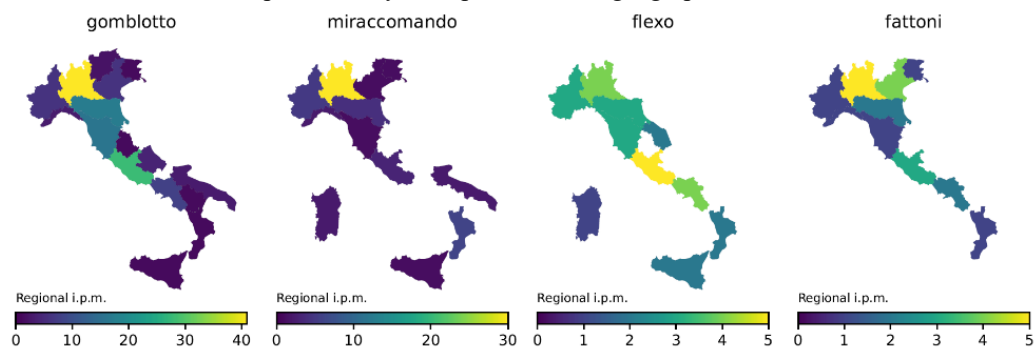 gomblotto miraccomando flexo fattoni
Regional i.p.m. Regional i.p.m. Regional i.p.m. Regional i.p.m.
0 10 20 30 40 0 10 20 30 0 1 2 3 4 5 0 1 2 3 4 5